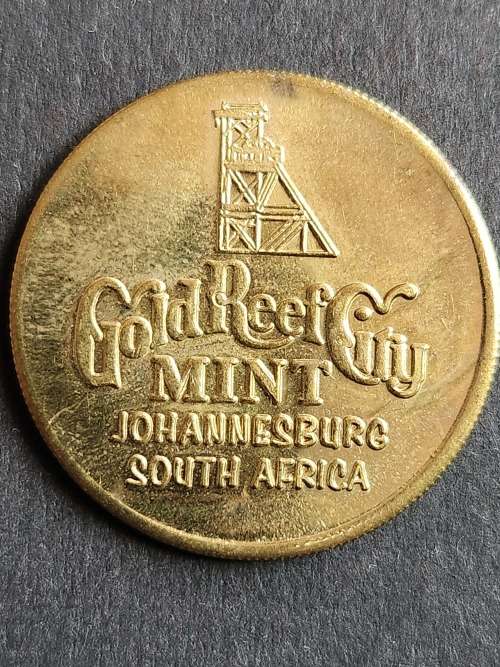 Gold Reef City
MINT
JOHANNESBURG
SOUTH AFRICA